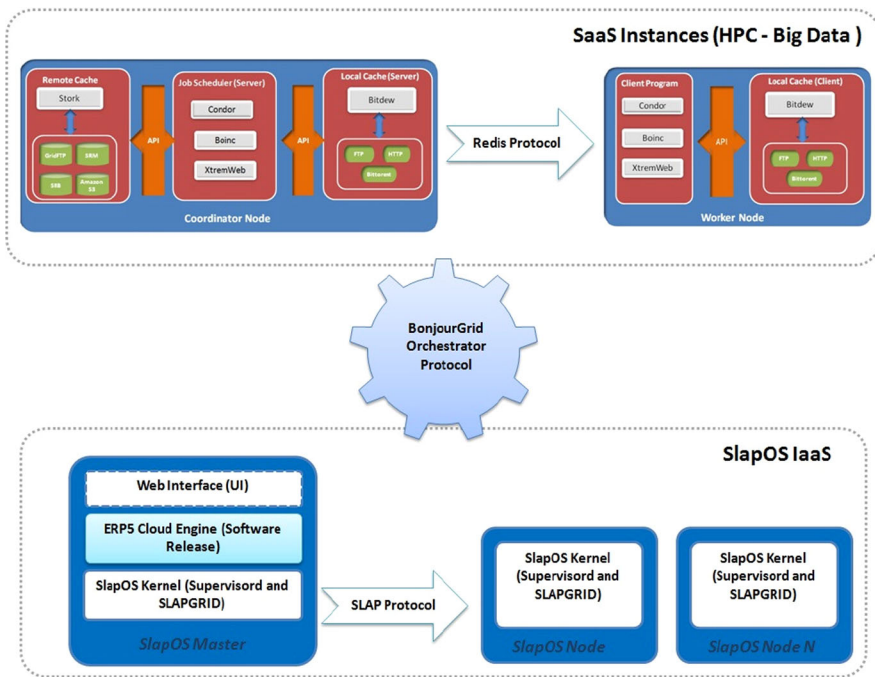 SaaS Instances (HPC - Big Data )
Remote Cache
Stork
GridFTP
SRM
SRB
Amazon
S3
API
Job Scheduler (Server)
Condor
Boinc
XtremWeb
API
Local Cache (Server)
Bitdew
FTP
HTTP
Bittorent
Coordinator Node
Redis Protocol
Client Program
Condor
Boinc
XtremWeb
API
Local Cache (Client)
Bitdew
FTP
HTTP
Bittorent
Worker Node
BonjourGrid
Orchestrator
Protocol
SlapOS IaaS
Web Interface (UI)
ERP5 Cloud Engine (Software
Release)
SlapOS Kernel (Supervisord and
SLAPGRID)
SlapOS Master
SLAP Protocol
SlapOS Kernel
(Supervisord and
SLAPGRID)
SlapOS Node
SlapOS Kernel
(Supervisord and
SLAPGRID)
SlapOS Node N